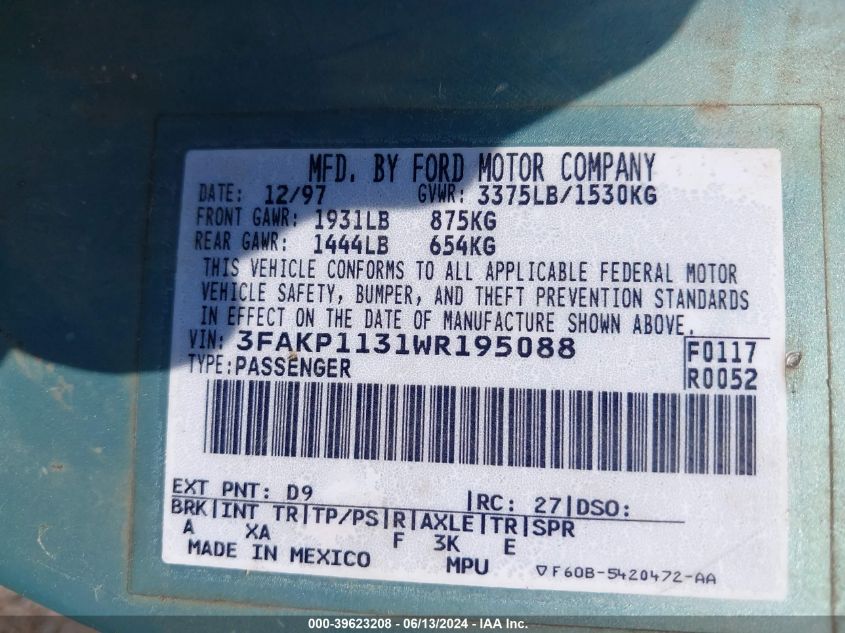 MFD. BY FORD MOTOR COMPANY
DATE: 12/97 GVWR: 3375LB/1530KG
FRONT GAWR: 1931LB 875KG
REAR GAWR: 1444LB 654KG
THIS VEHICLE CONFORMS TO ALL APPLICABLE FEDERAL MOTOR
VEHICLE SAFETY, BUMPER, AND THEFT PREVENTION STANDARDS
IN EFFECT ON THE DATE OF MANUFACTURE SHOWN ABOVE.
VIN: 3FAKP1131WR195088 F0117
TYPE: PASSENGER R0052
EXT PNT: D9 |RC: 27|DSO:
BRK|INT TR|TP/PS|R|AXLE|TR|SPR
A XA F 3K E
MADE IN MEXICO MPU ▽F60B-5420472-AA
000-39623208 - 06/13/2024 - IAA Inc.